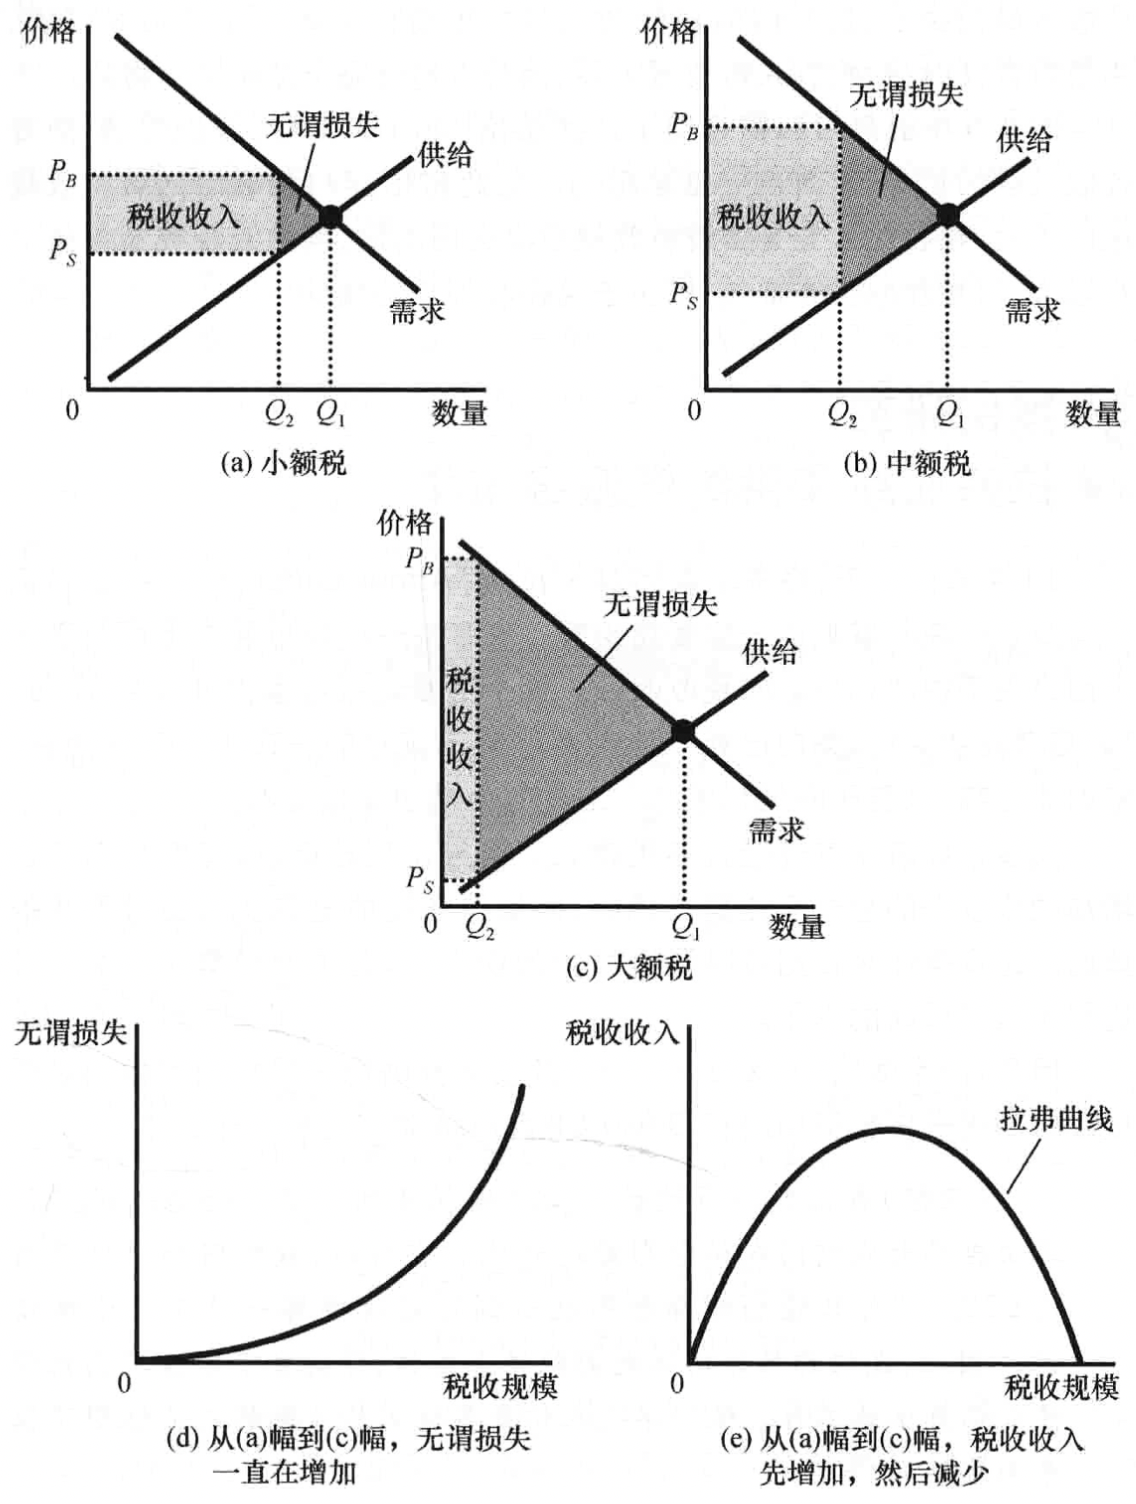 价格
无谓损失
供给
P_B
税收收入
P_S
需求
0
Q_2
Q_1
数量
(a) 小额税
价格
无谓损失
P_B
供给
税收收入
P_S
需求
0
Q_2
Q_1
数量
(b) 中额税
价格
P_B
无谓损失
供给
税收收入
需求
P_S
0
Q_2
Q_1
数量
(c) 大额税
无谓损失
0
税收规模
(d) 从(a)幅到(c)幅，无谓损失
一直在增加
税收收入
拉弗曲线
0
税收规模
(e) 从(a)幅到(c)幅，税收收入
先增加，然后减少